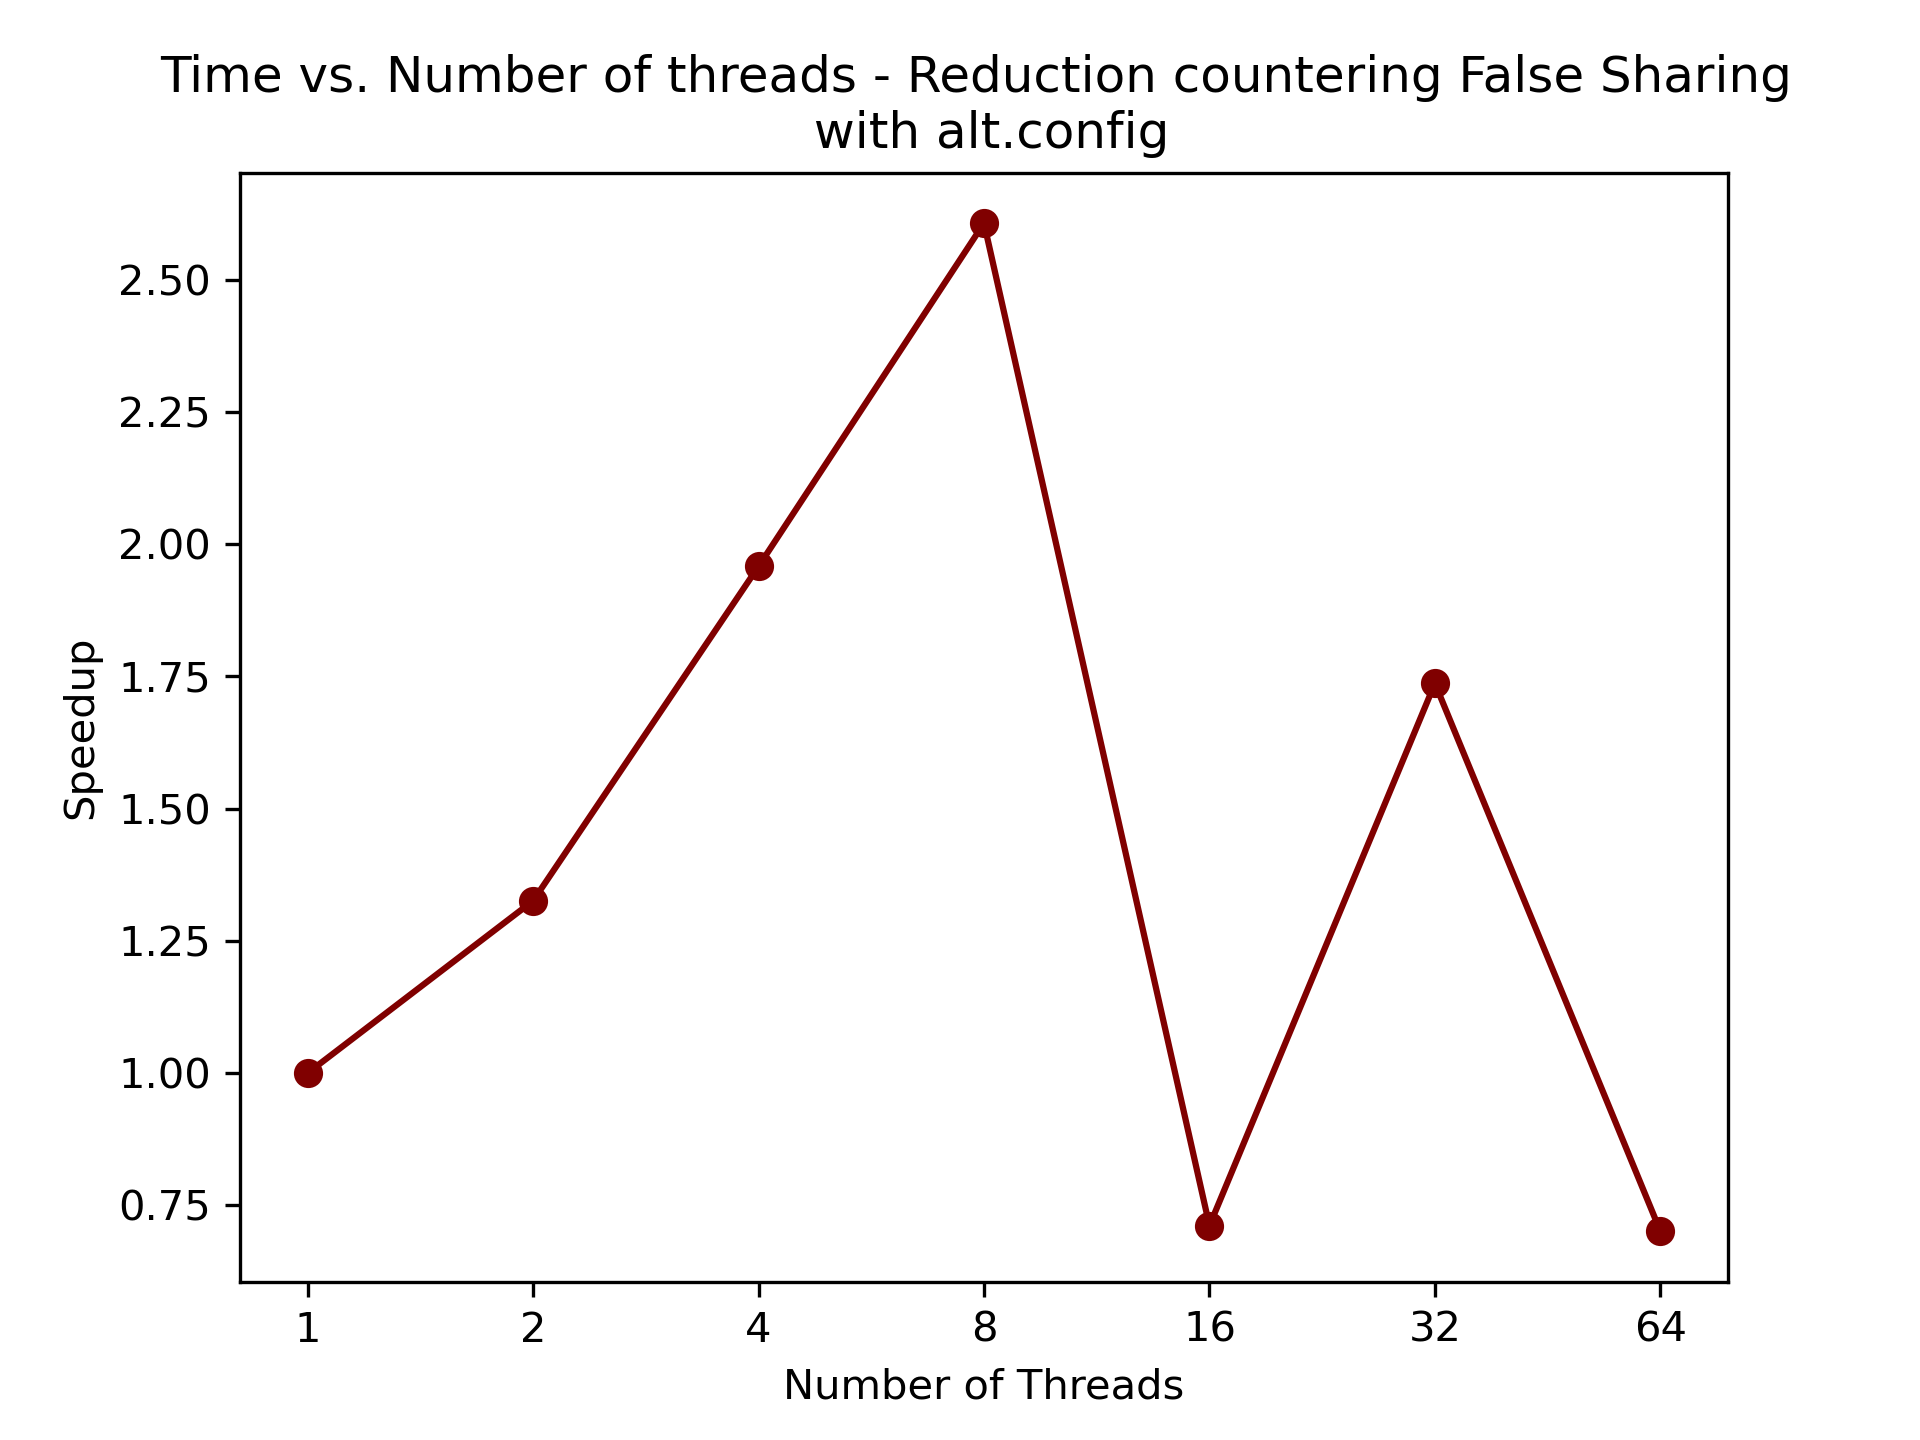 Time vs. Number of threads - Reduction countering False Sharing
with alt.config
2.50
2.25
2.00
1.75
1.50
1.25
1.00
0.75
Speedup
1 2 4 8 16 32 64
Number of Threads